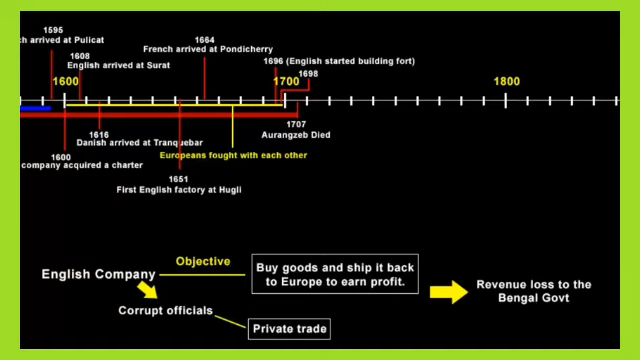 1595
ch arrived at Pulicat
1664
French arrived at Pondicherry
1608
English arrived at Surat
1696 (English started building fort)
1698
1600
1700
1800
1616
Danish arrived at Tranquebar
1707
Aurangzeb Died
1600
company acquired a charter
Europeans fought with each other
1651
First English factory at Hugli
Objective
English Company
Buy goods and ship it back
to Europe to earn profit.
Revenue loss to the
Bengal Govt
Corrupt officials
Private trade